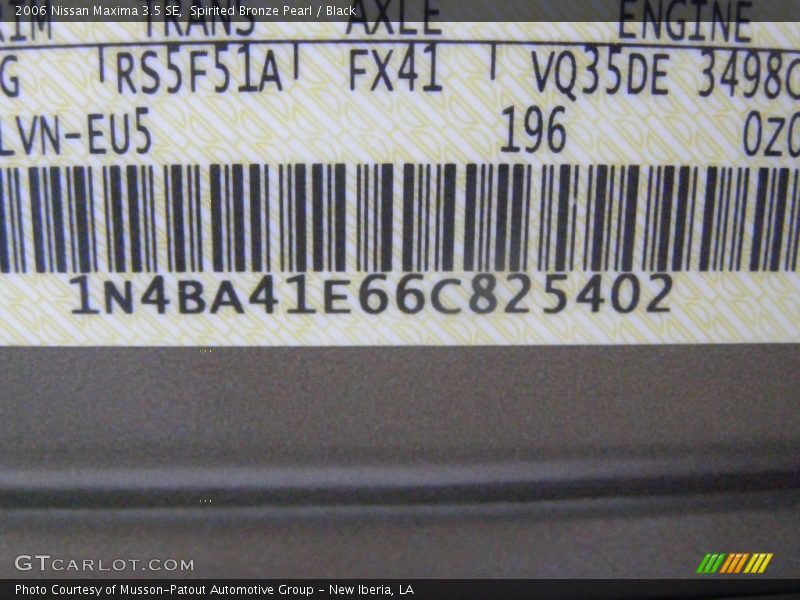 2006 Nissan Maxima 3.5 SE, Spirited Bronze Pearl / Black
TRANS AXLE ENGINE
RS5F51A FX41 VQ35DE 3498C
LVN-EU5 196
1N4BA41E66C825402
GTCARLOT.COM
Photo Courtesy of Musson-Patout Automotive Group - New Iberia, LA